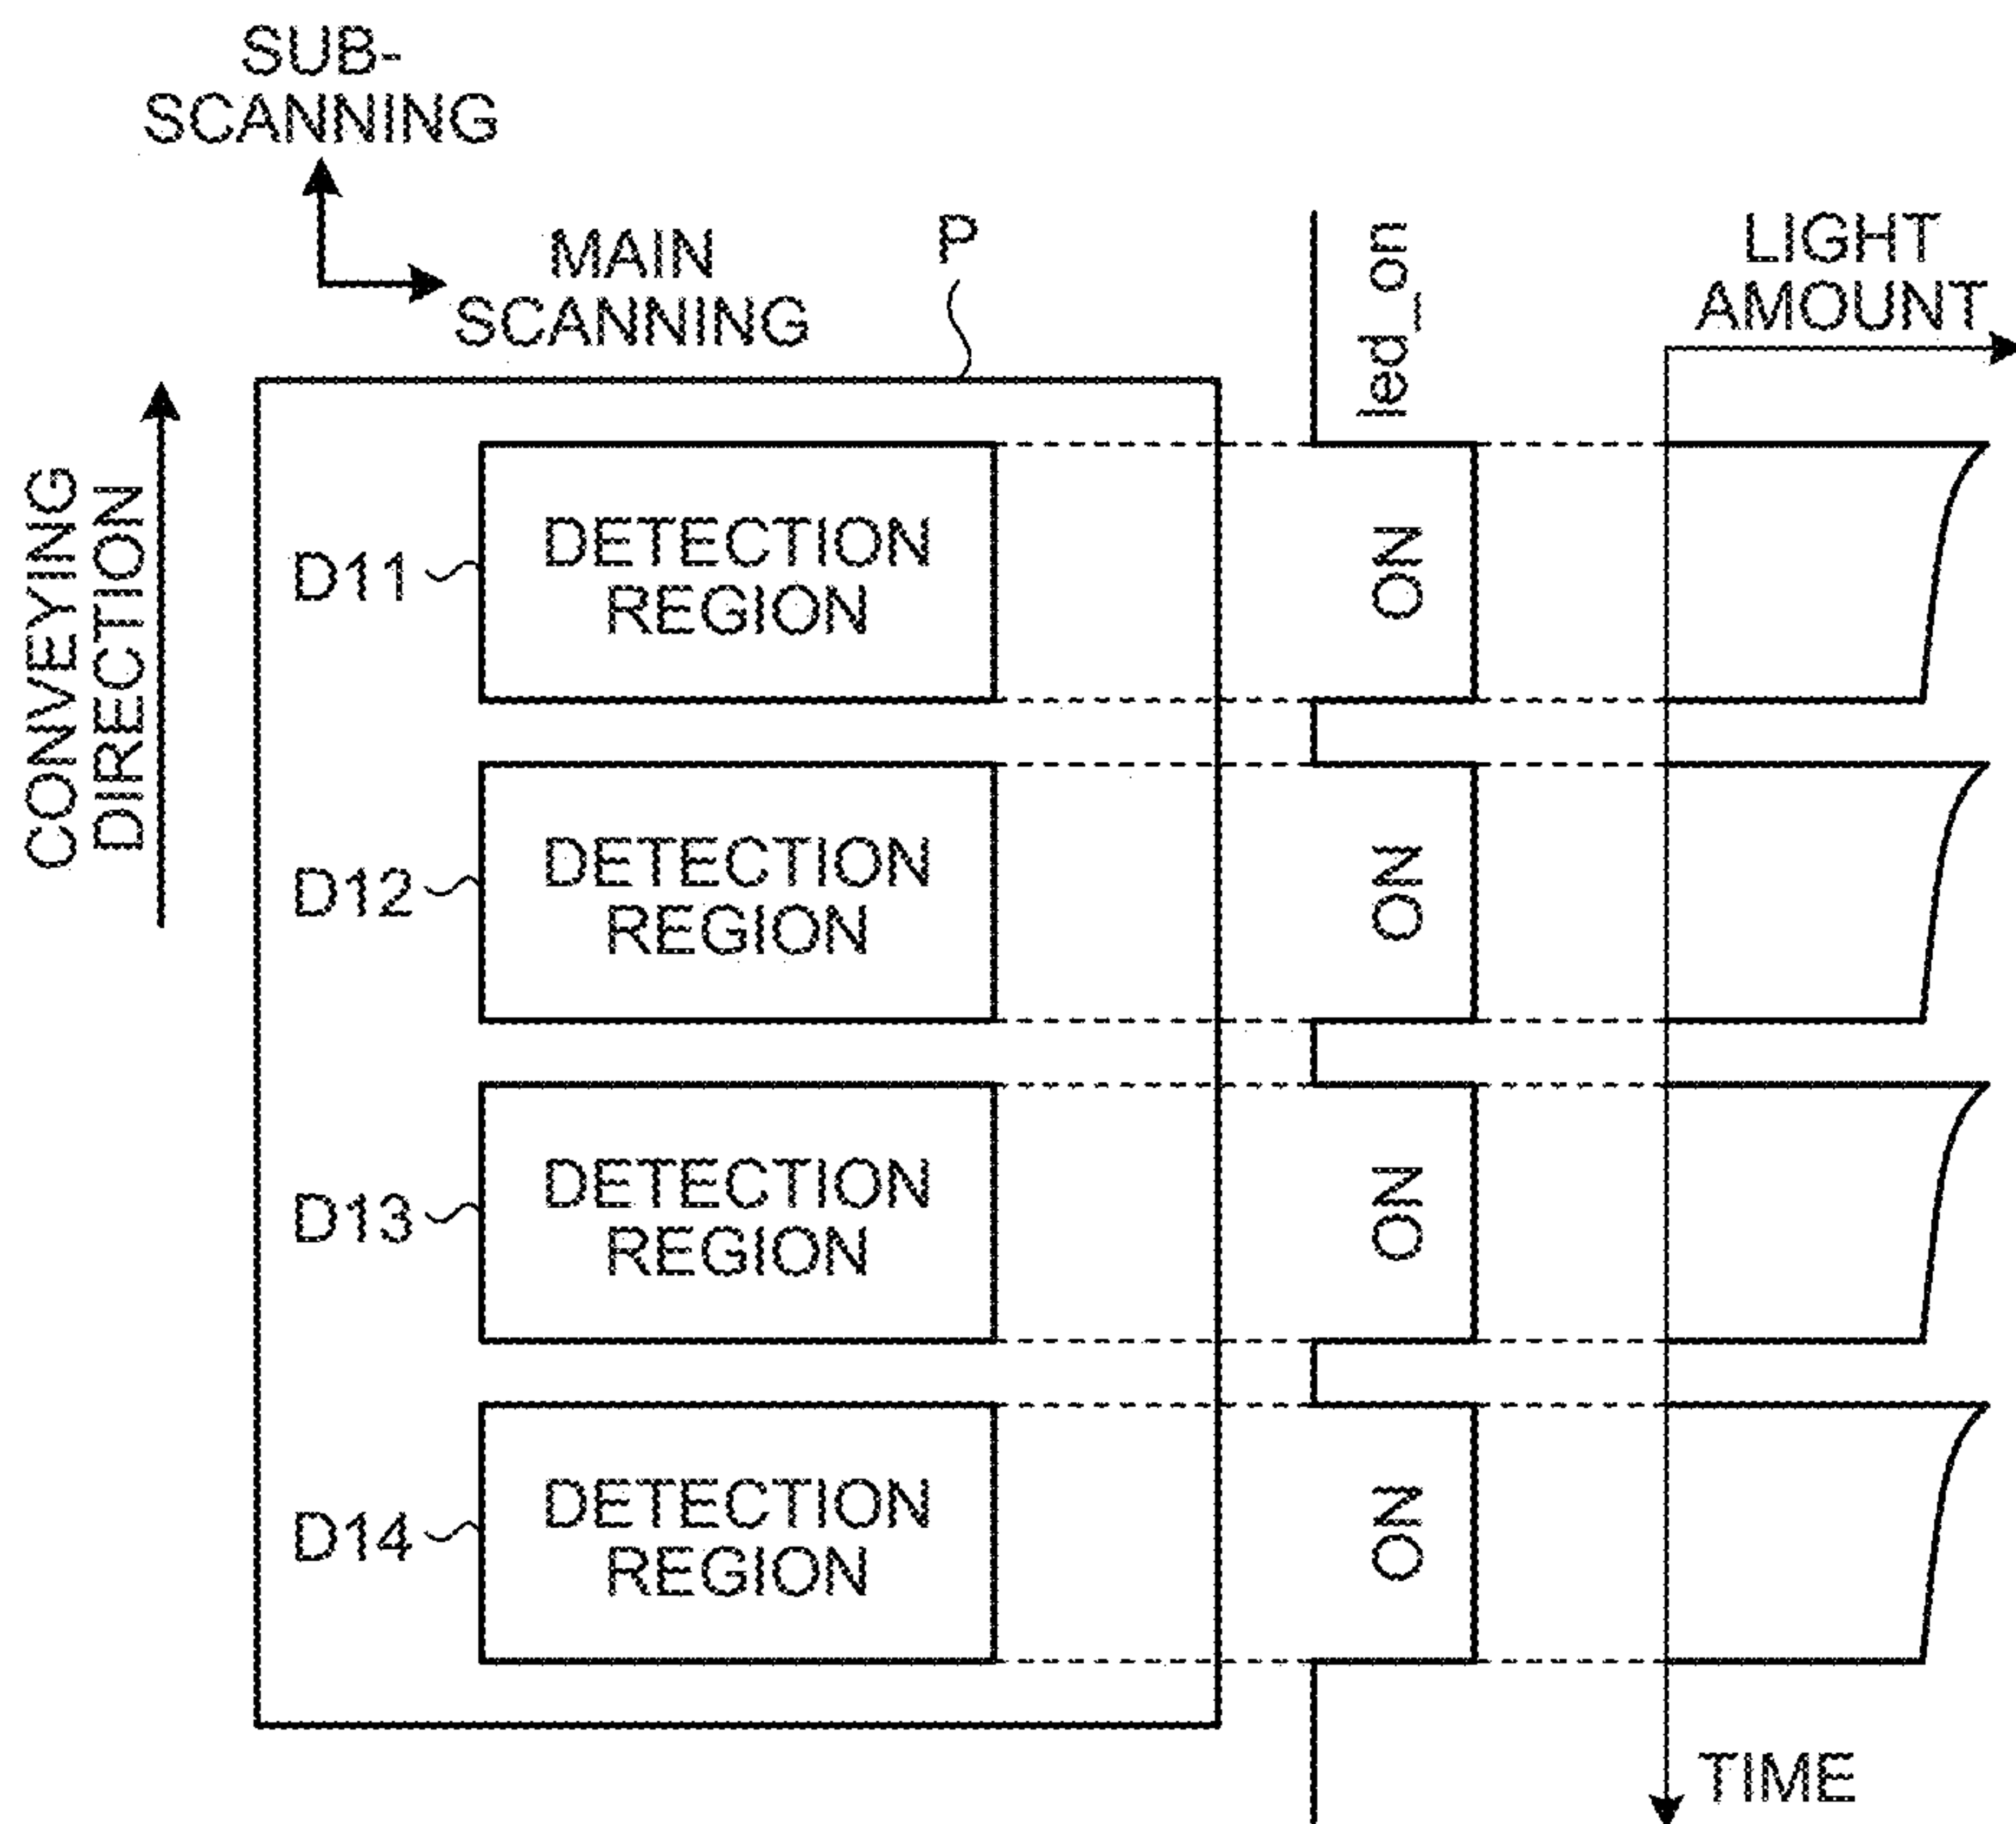 SUB-
SCANNING
MAIN
SCANNING
P
led_on
LIGHT
AMOUNT
CONVEYING
DIRECTION
D11
DETECTION
REGION
ON
D12
DETECTION
REGION
ON
D13
DETECTION
REGION
ON
D14
DETECTION
REGION
ON
TIME